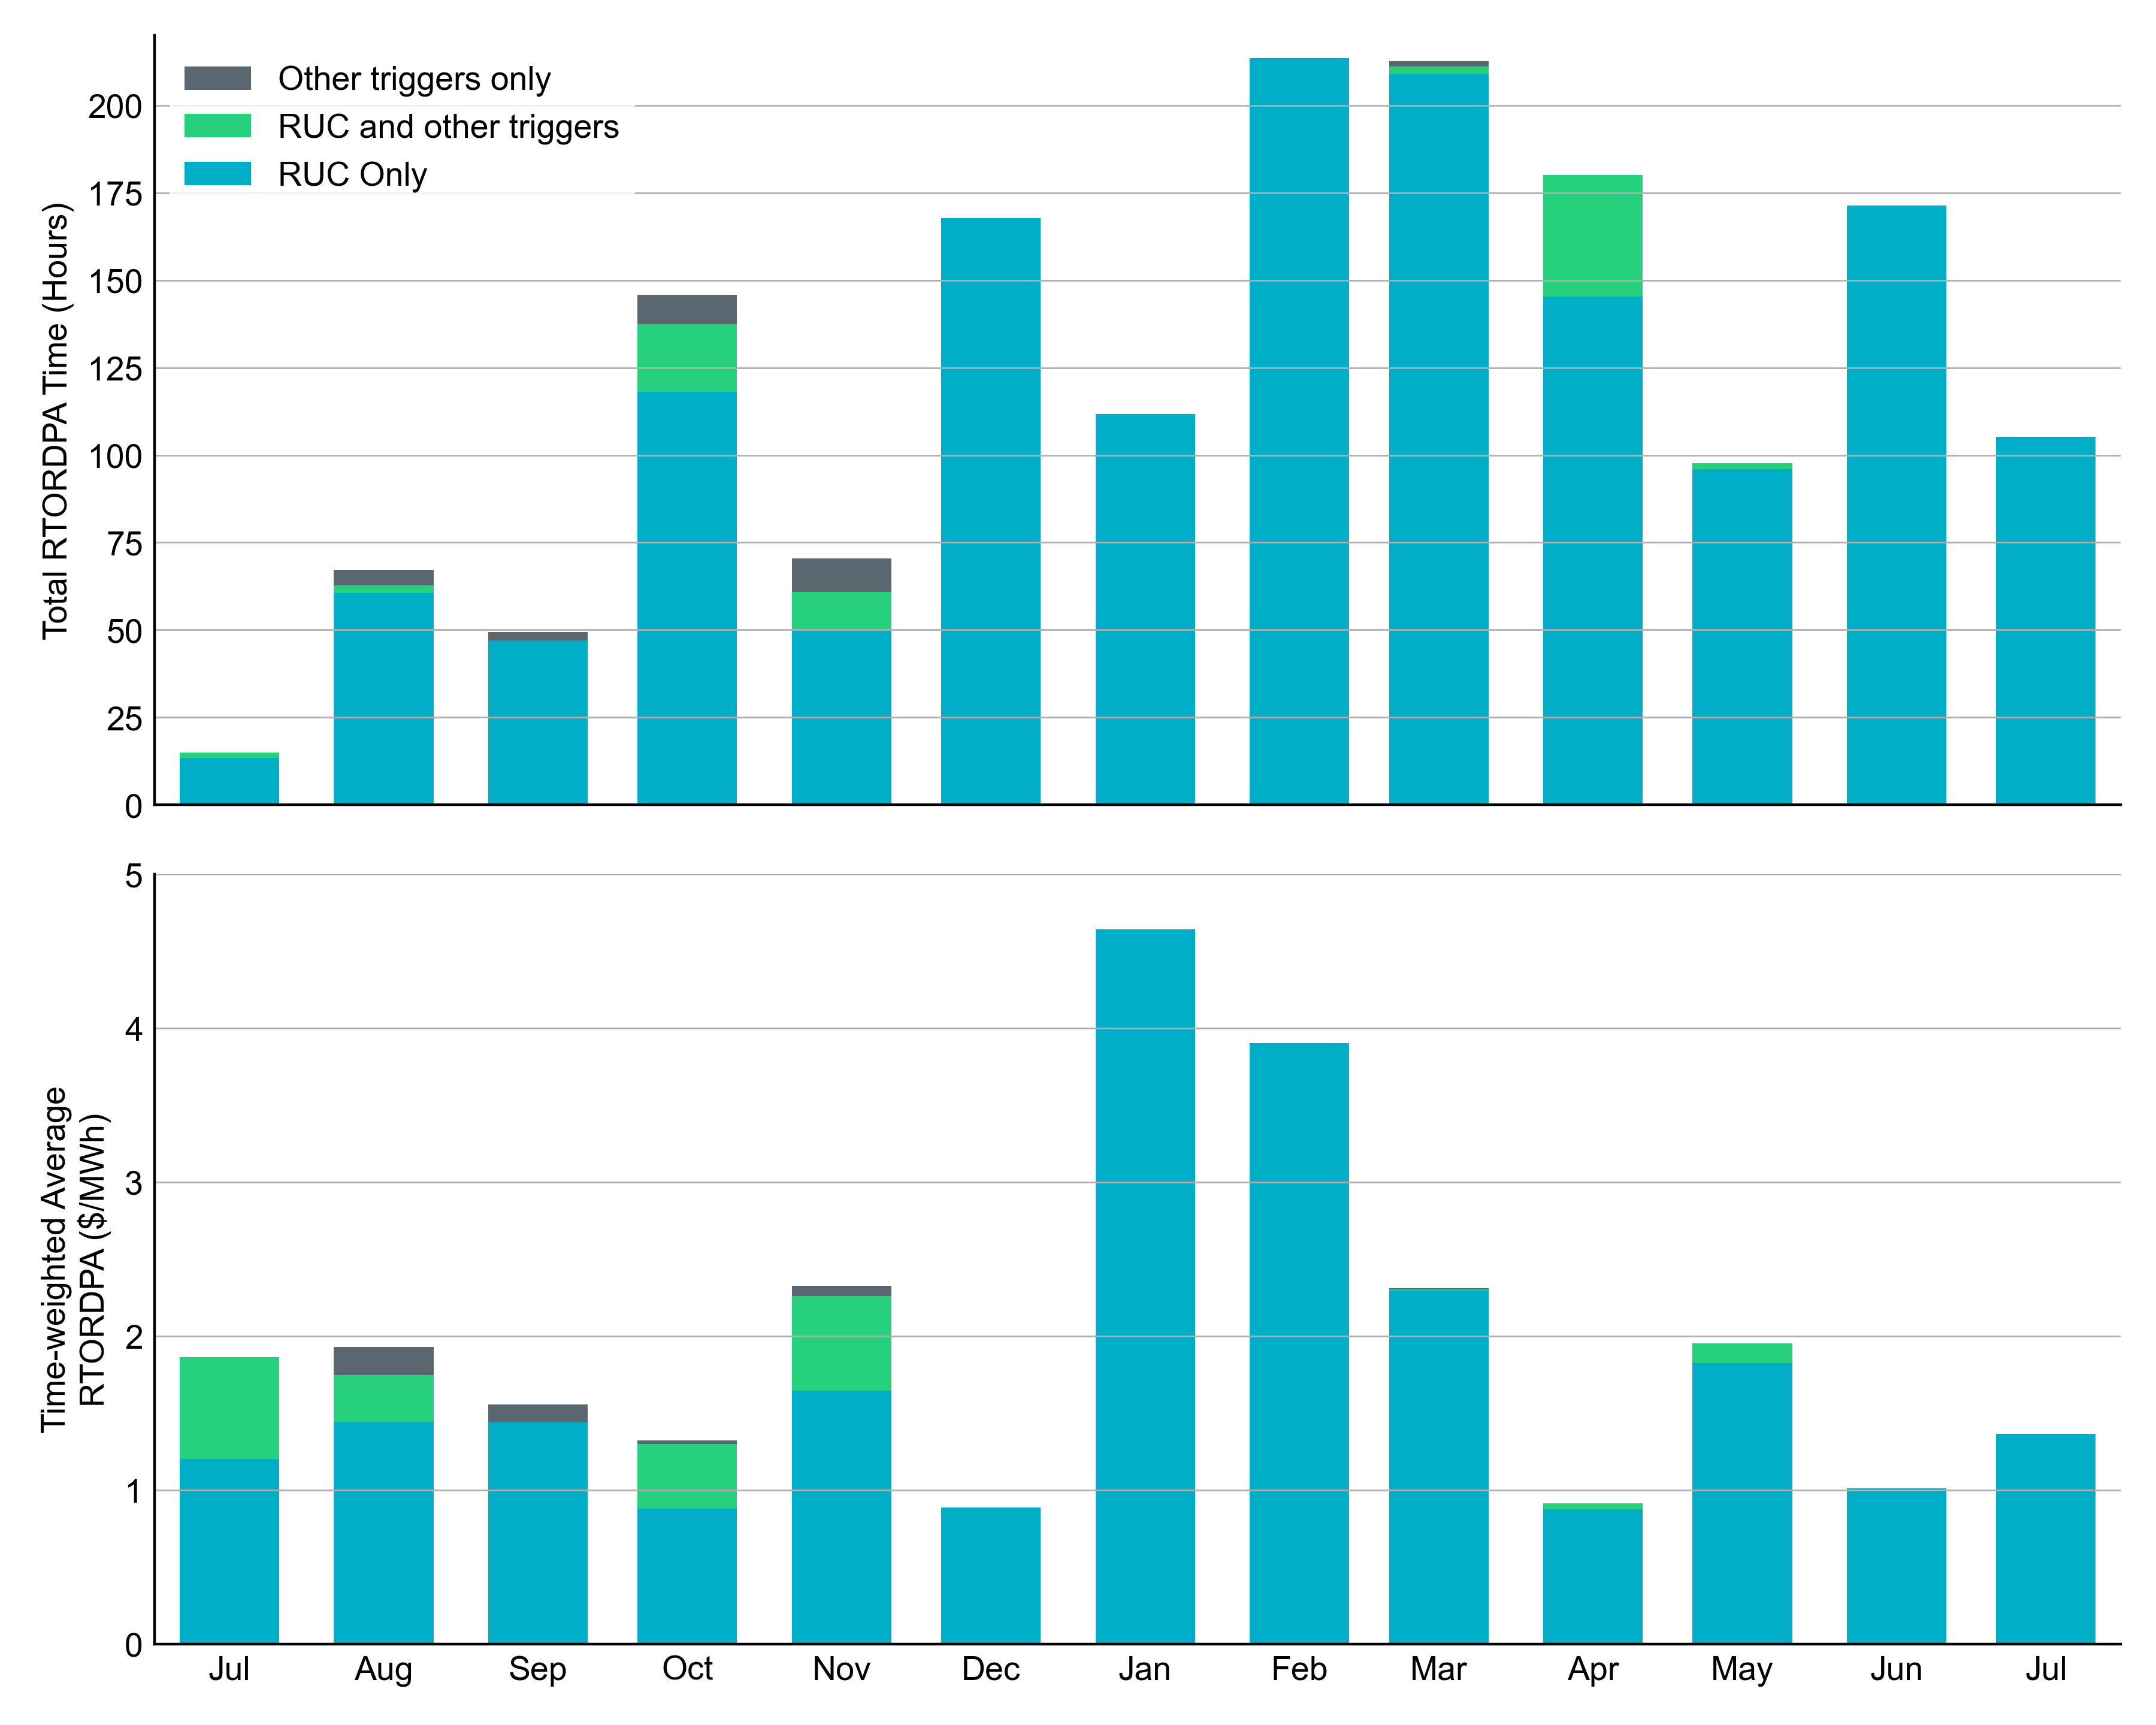 Total RTORDPA Time (Hours)
200
175
150
125
100
75
50
25
0
Other triggers only
RUC and other triggers
RUC Only
Time-weighted Average
RTORDPA ($/MWh)
5
4
3
2
1
0
Jul Aug Sep Oct Nov Dec Jan Feb Mar Apr May Jun Jul